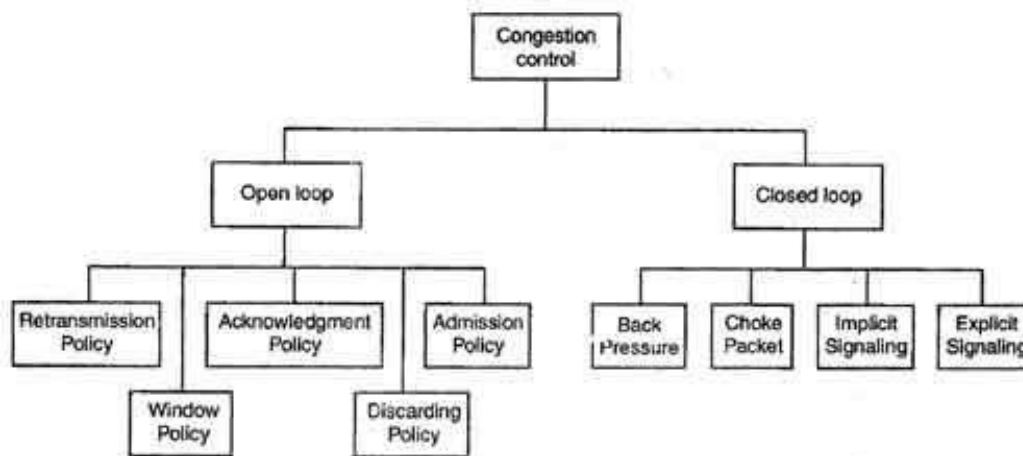 Congestion
control
Open loop
Closed loop
Retransmission
Policy
Acknowledgment
Policy
Admission
Policy
Back
Pressure
Choke
Packet
Implicit
Signaling
Explicit
Signaling
Window
Policy
Discarding
Policy